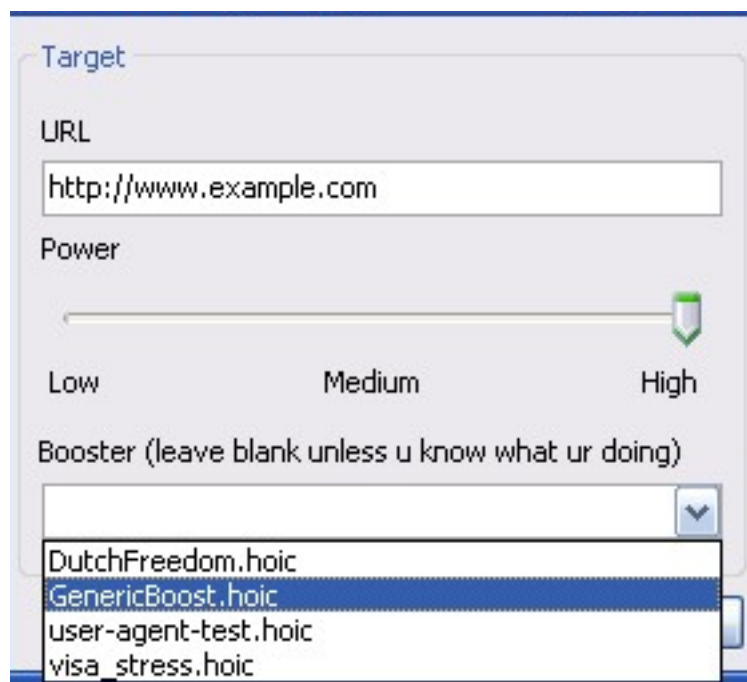 Target
URL
http://www.example.com
Power
Low Medium High
Booster (leave blank unless u know what ur doing)
DutchFreedom.hoic
GenericBoost.hoic
user-agent-test.hoic
visa_stress.hoic